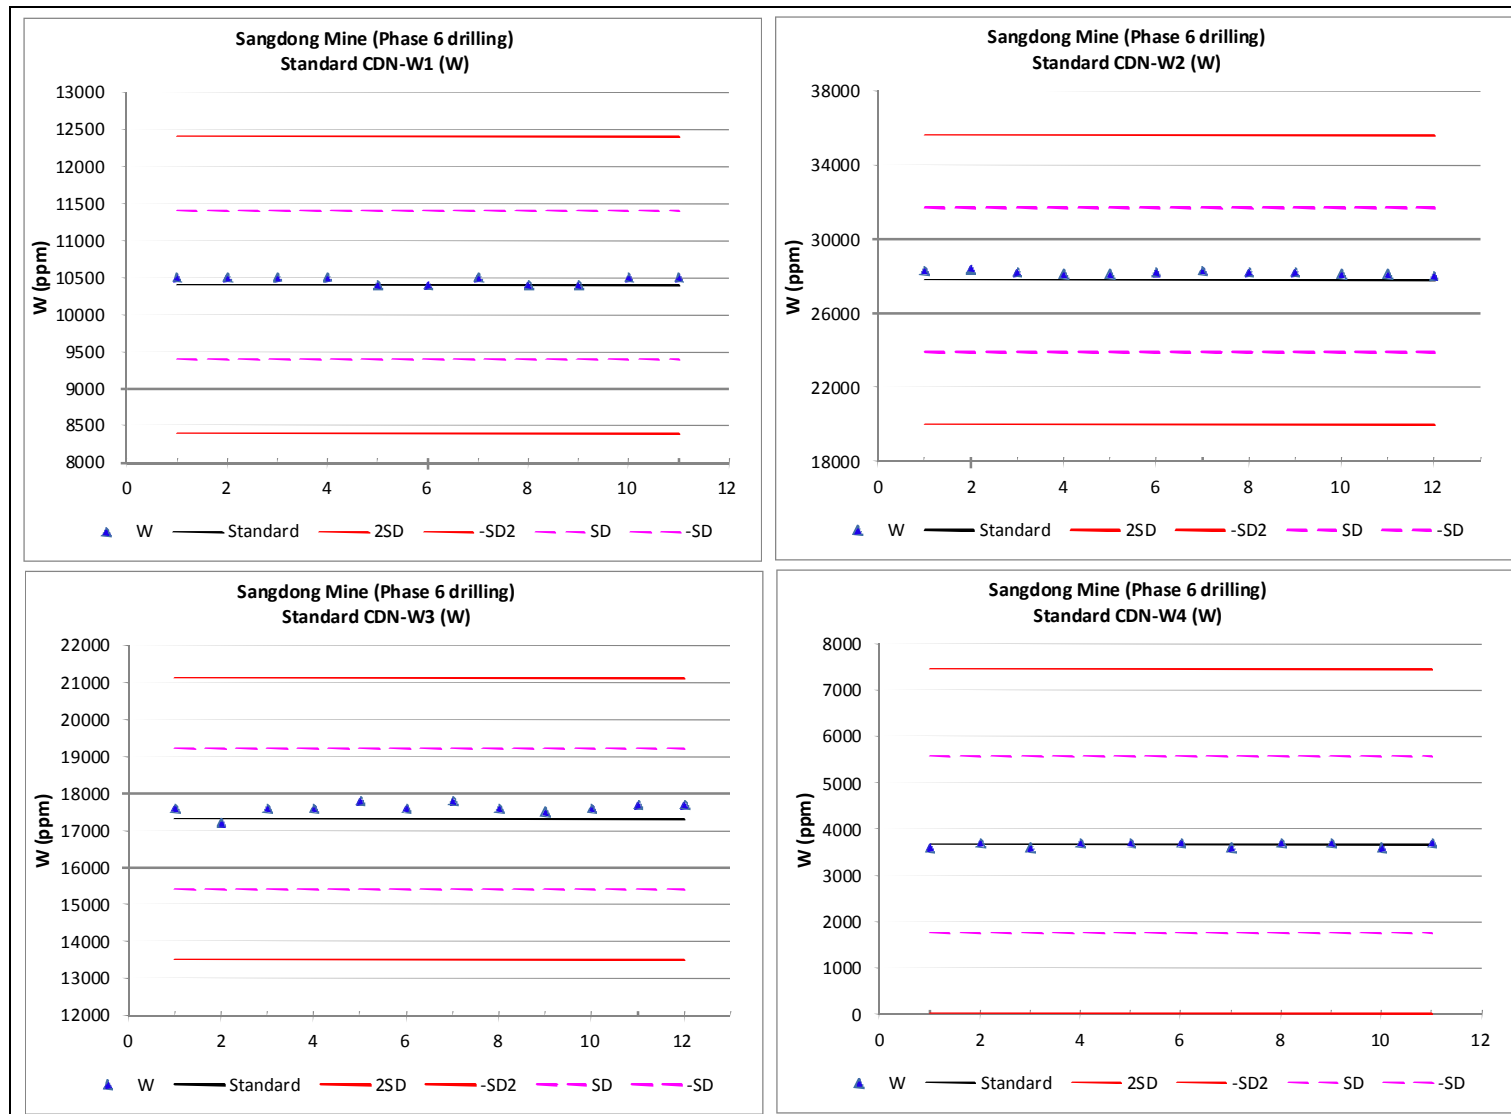 Sangdong Mine (Phase 6 drilling)
Standard CDN-W1 (W)
W (ppm)
13000
12500
12000
11500
11000
10500
10000
9500
9000
8500
8000
0 2 4 6 8 10 12
W Standard 2SD -SD2 SD -SD
Sangdong Mine (Phase 6 drilling)
Standard CDN-W2 (W)
W (ppm)
38000
34000
30000
26000
22000
18000
0 2 4 6 8 10 12
W Standard 2SD -SD2 SD -SD
Sangdong Mine (Phase 6 drilling)
Standard CDN-W3 (W)
W (ppm)
22000
21000
20000
19000
18000
17000
16000
15000
14000
13000
12000
0 2 4 6 8 10 12
W Standard 2SD -SD2 SD -SD
Sangdong Mine (Phase 6 drilling)
Standard CDN-W4 (W)
W (ppm)
8000
7000
6000
5000
4000
3000
2000
1000
0
0 2 4 6 8 10 12
W Standard 2SD -SD2 SD -SD